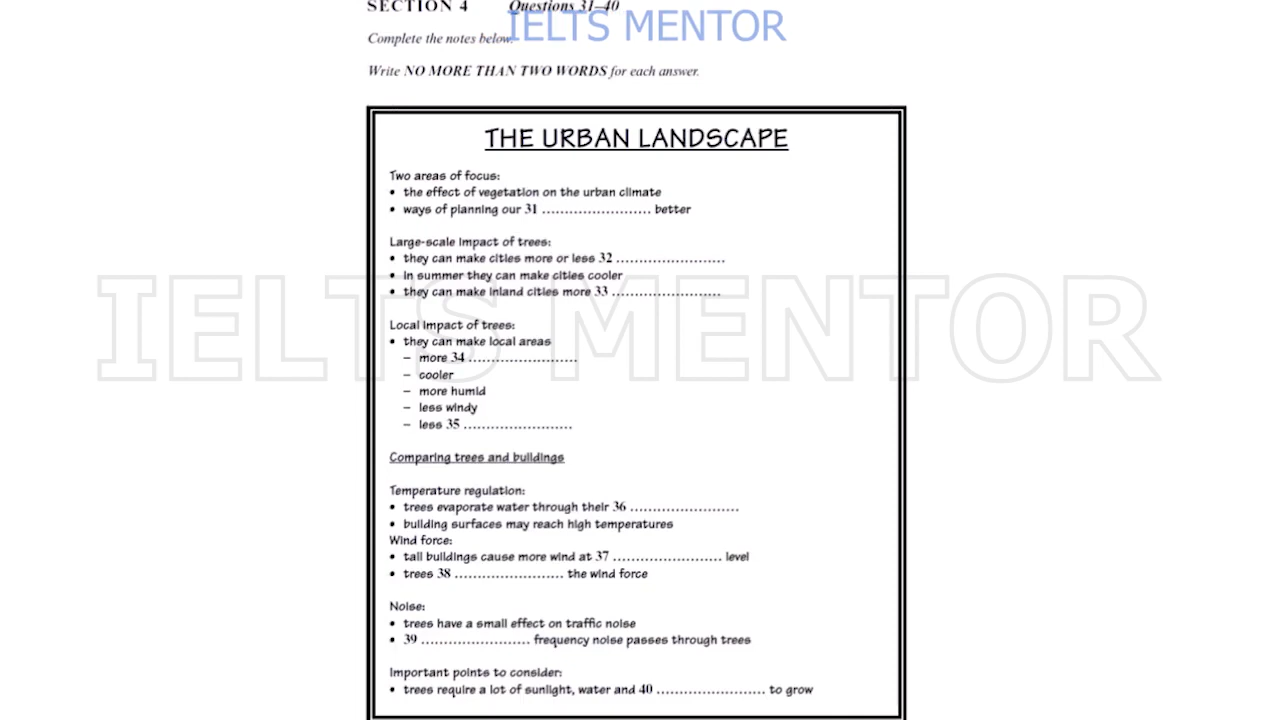 SECTION 4 Questions 31–40
IELTS MENTOR
Complete the notes below.
Write NO MORE THAN TWO WORDS for each answer.
THE URBAN LANDSCAPE
Two areas of focus:
• the effect of vegetation on the urban climate
• ways of planning our 31 ........................ better
Large-scale impact of trees:
• they can make cities more or less 32 ........................
• in summer they can make cities cooler
• they can make inland cities more 33 ........................
IELTS MENTOR
Local impact of trees:
• they can make local areas
– more 34 ........................
– cooler
– more humid
– less windy
– less 35 ........................
Comparing trees and buildings
Temperature regulation:
• trees evaporate water through their 36 ........................
• building surfaces may reach high temperatures
Wind force:
• tall buildings cause more wind at 37 ........................ level
• trees 38 ........................ the wind force
Noise:
• trees have a small effect on traffic noise
• 39 ........................ frequency noise passes through trees
Important points to consider:
• trees require a lot of sunlight, water and 40 ........................ to grow